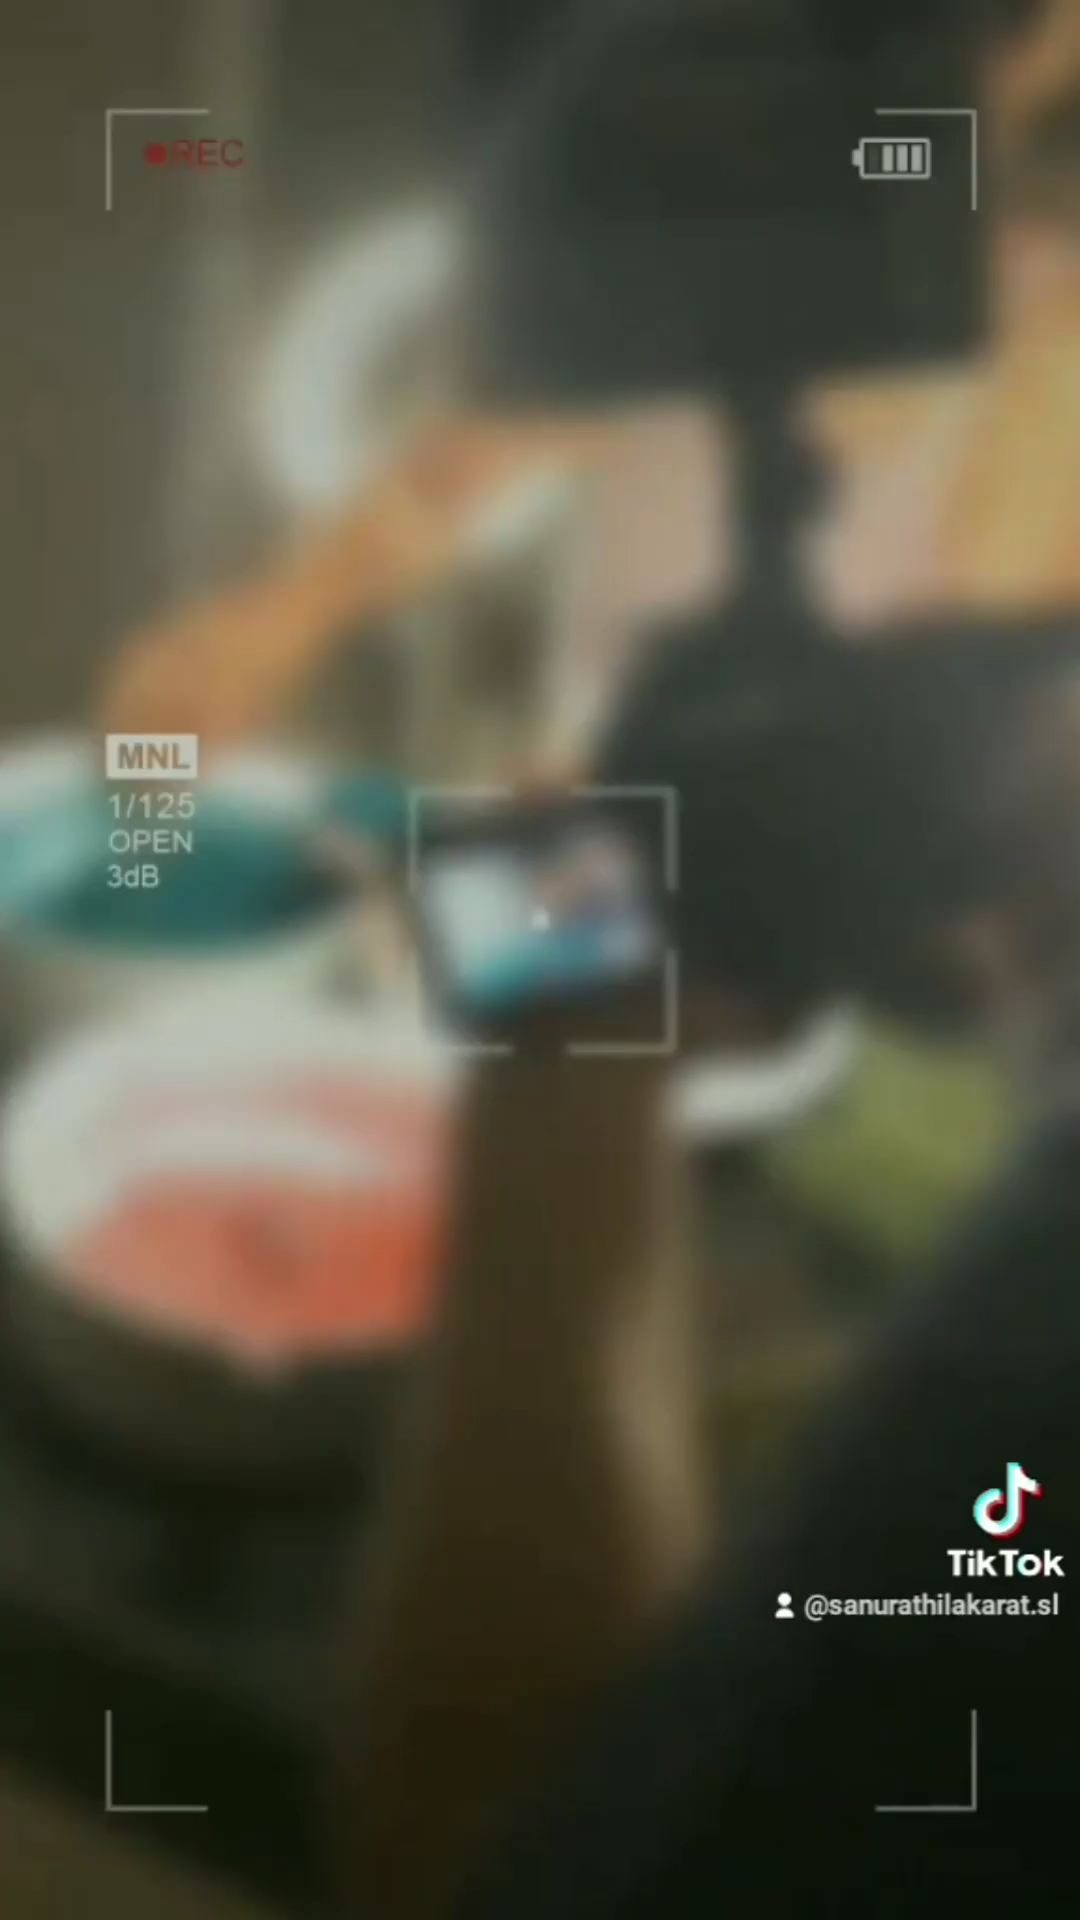 REC
MNL
1/125
OPEN
3dB
TikTok
@sanurathilakarat.sl